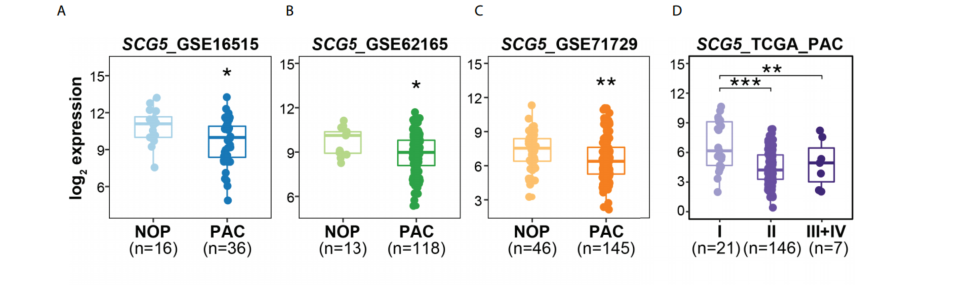 A
SCG5_GSE16515
log2 expression
15
12
9
6
*
NOP
(n=16)
PAC
(n=36)
B
SCG5_GSE62165
15
12
9
6
*
NOP
(n=13)
PAC
(n=118)
C
SCG5_GSE71729
15
12
9
6
3
**
NOP
(n=46)
PAC
(n=145)
D
SCG5_TCGA_PAC
15
12
9
6
3
0
**
***
I
(n=21)
II
(n=146)
III+IV
(n=7)